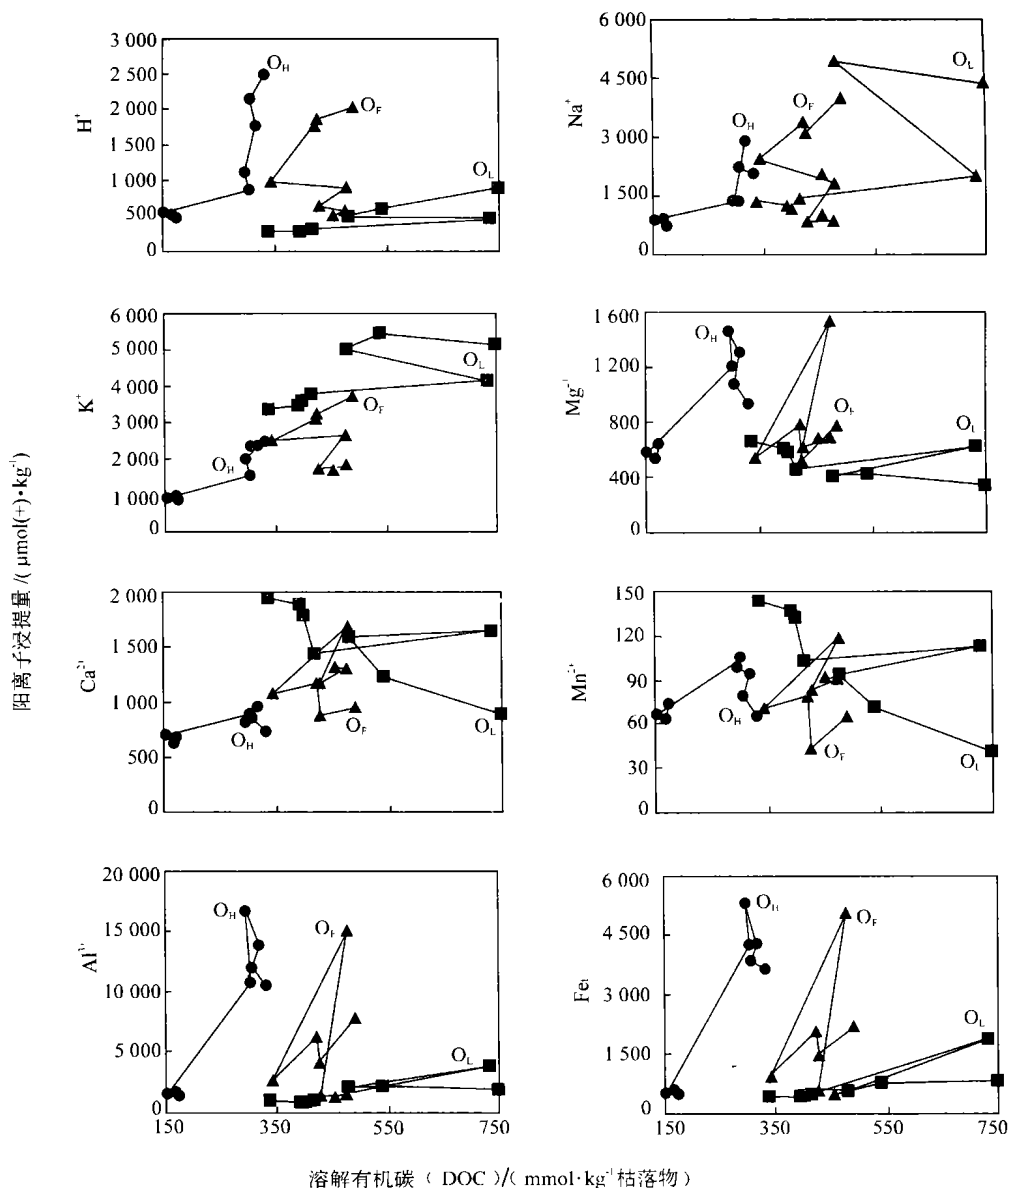 H⁺
3 000
2 500
2 000
1 500
1 000
500
0
O_H
O_F
O_L
Na⁺
6 000
4 500
3 000
1500
0
O_H
O_F
O_L
K⁺
6 000
5 000
4 000
3 000
2 000
1 000
0
O_H
O_F
O_L
Mg⁻¹
1 600
1 200
800
400
0
O_H
O_F
O_L
阳离子浸提量/(μmol(+)·kg⁻¹)
Ca²⁺
2 000
1 500
1 000
500
0
O_H
O_F
O_L
Mn²⁺
150
120
90
60
30
0
O_H
O_F
O_L
Al³⁺
20 000
15 000
10 000
5 000
0
O_H
O_F
O_L
150
350
550
750
Feₜ
6 000
4 500
3 000
1 500
0
O_H
O_F
O_L
150
350
550
750
溶解有机碳(DOC)/(mmol·kg⁻¹枯落物)